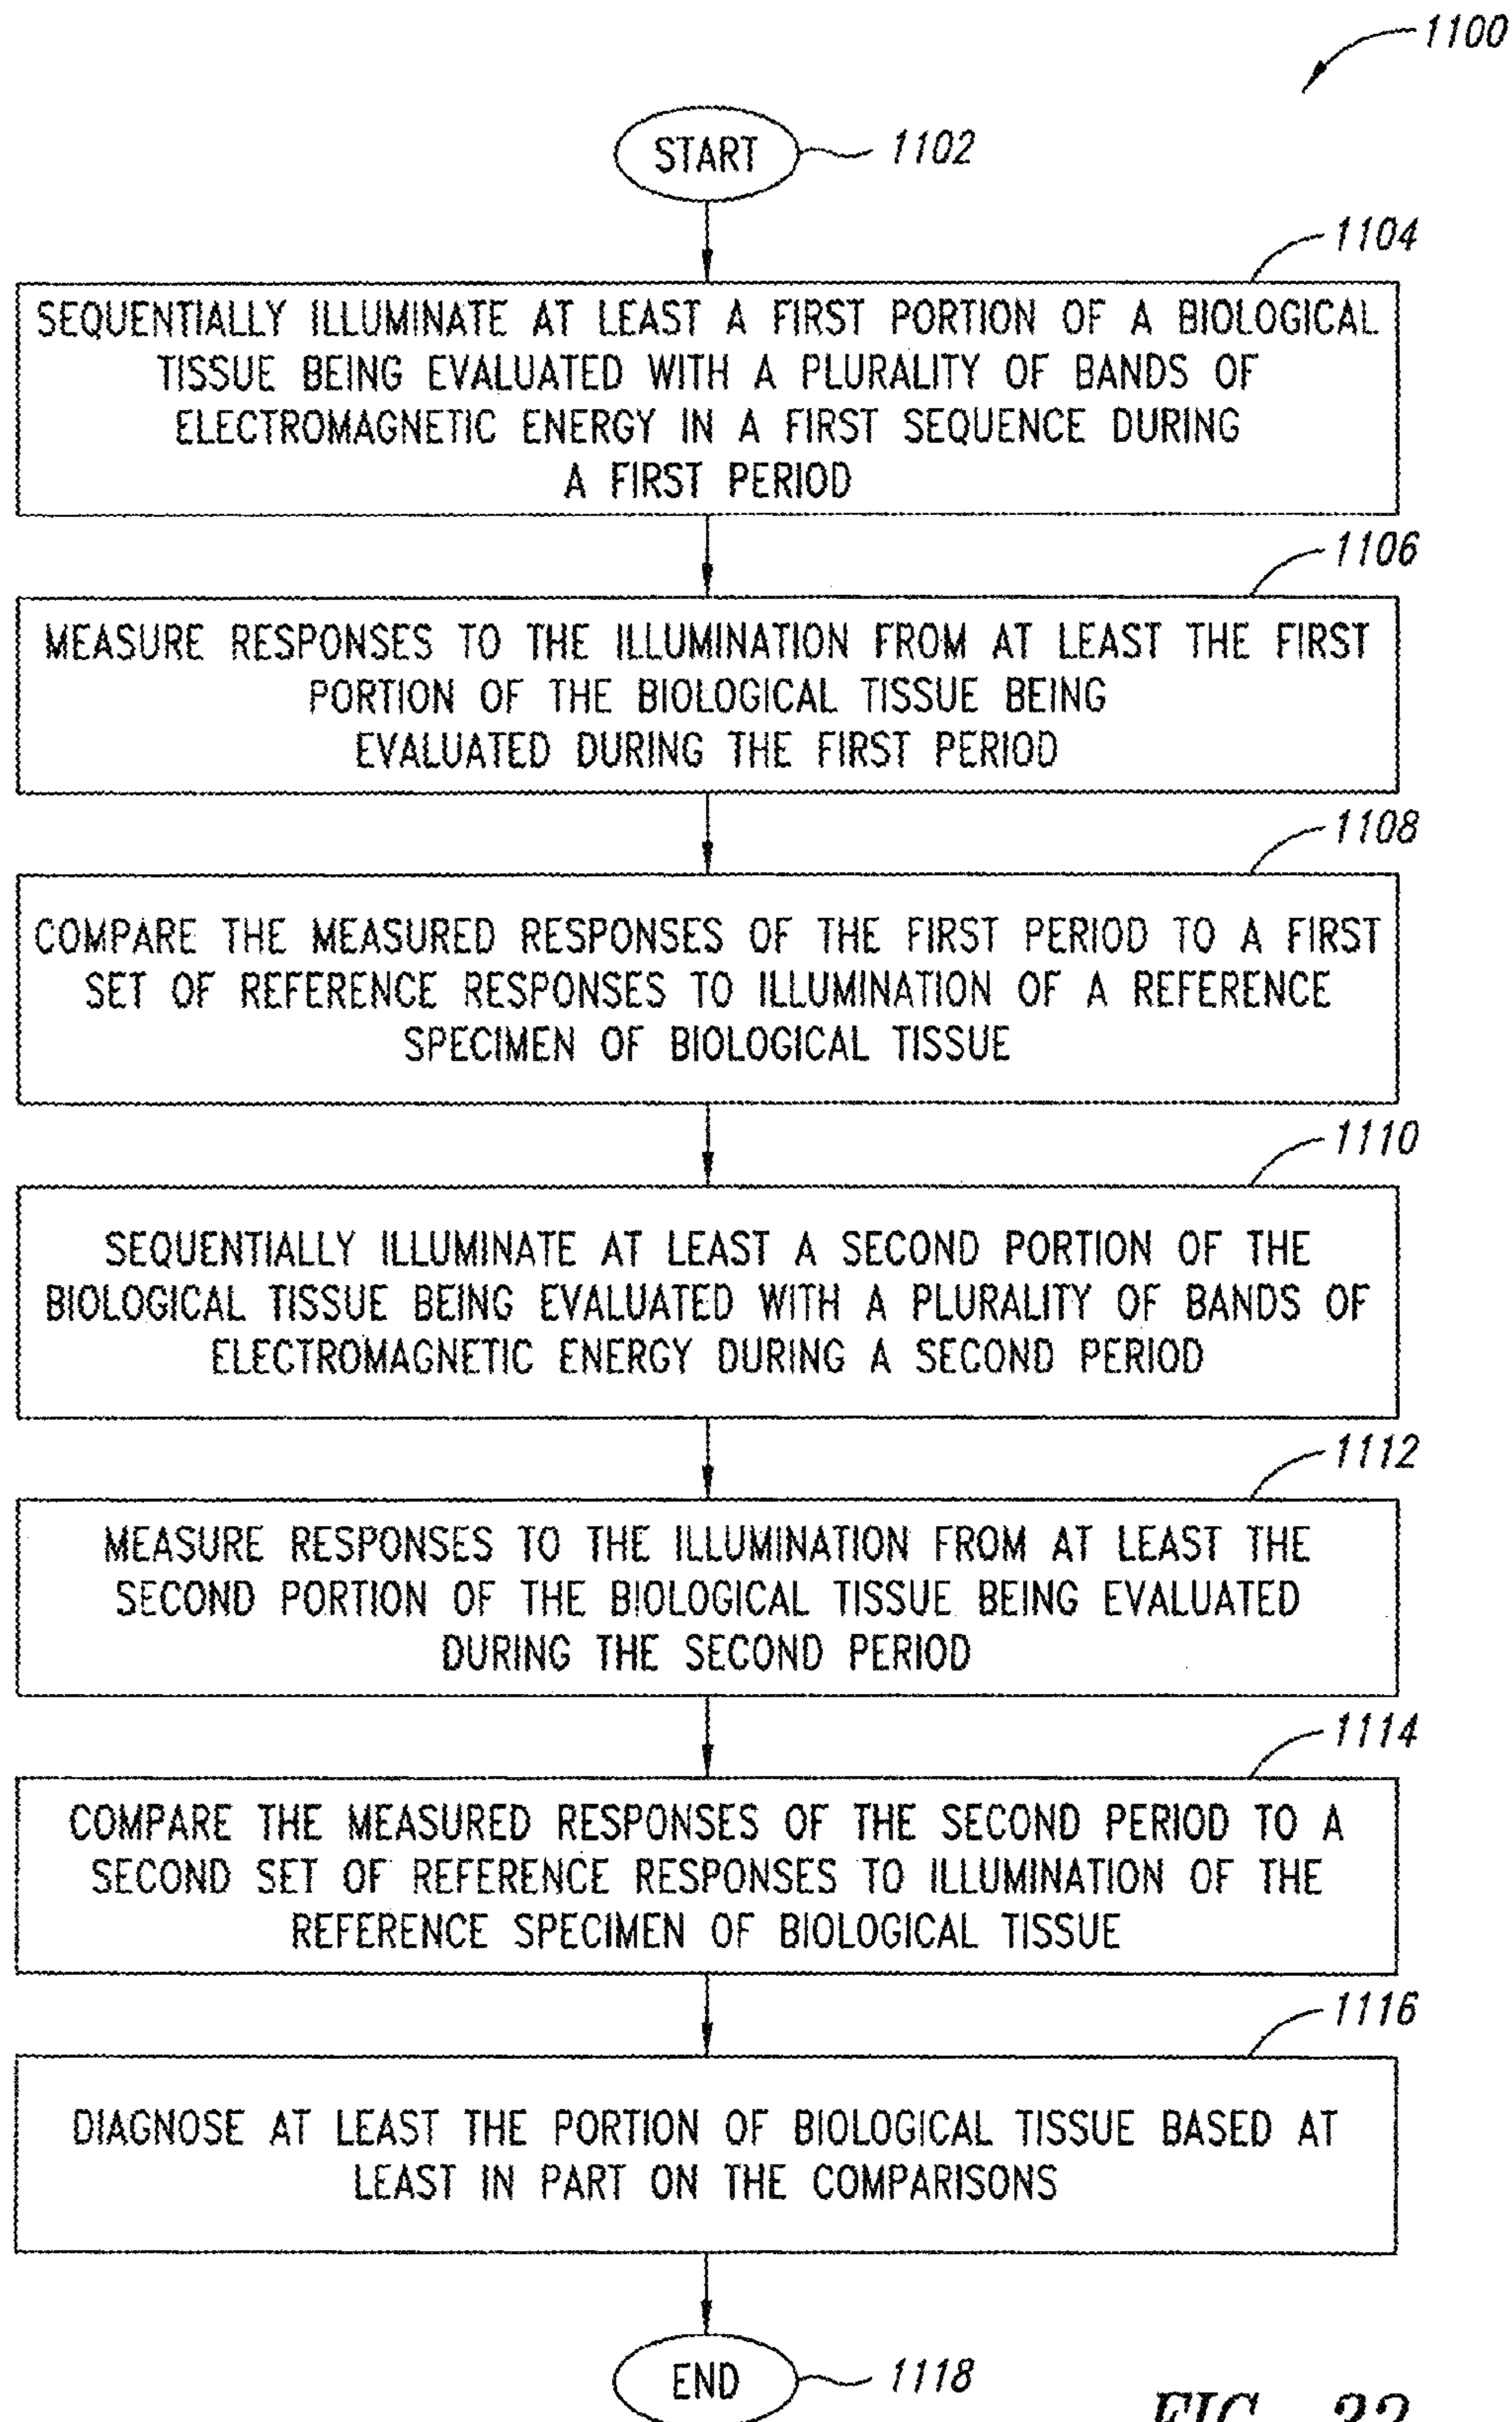 1100
START 1102
1104
SEQUENTIALLY ILLUMINATE AT LEAST A FIRST PORTION OF A BIOLOGICAL
TISSUE BEING EVALUATED WITH A PLURALITY OF BANDS OF
ELECTROMAGNETIC ENERGY IN A FIRST SEQUENCE DURING
A FIRST PERIOD
1106
MEASURE RESPONSES TO THE ILLUMINATION FROM AT LEAST THE FIRST
PORTION OF THE BIOLOGICAL TISSUE BEING
EVALUATED DURING THE FIRST PERIOD
1108
COMPARE THE MEASURED RESPONSES OF THE FIRST PERIOD TO A FIRST
SET OF REFERENCE RESPONSES TO ILLUMINATION OF A REFERENCE
SPECIMEN OF BIOLOGICAL TISSUE
1110
SEQUENTIALLY ILLUMINATE AT LEAST A SECOND PORTION OF THE
BIOLOGICAL TISSUE BEING EVALUATED WITH A PLURALITY OF BANDS OF
ELECTROMAGNETIC ENERGY DURING A SECOND PERIOD
1112
MEASURE RESPONSES TO THE ILLUMINATION FROM AT LEAST THE
SECOND PORTION OF THE BIOLOGICAL TISSUE BEING EVALUATED
DURING THE SECOND PERIOD
1114
COMPARE THE MEASURED RESPONSES OF THE SECOND PERIOD TO A
SECOND SET OF REFERENCE RESPONSES TO ILLUMINATION OF THE
REFERENCE SPECIMEN OF BIOLOGICAL TISSUE
1116
DIAGNOSE AT LEAST THE PORTION OF BIOLOGICAL TISSUE BASED AT
LEAST IN PART ON THE COMPARISONS
END 1118
FIG.